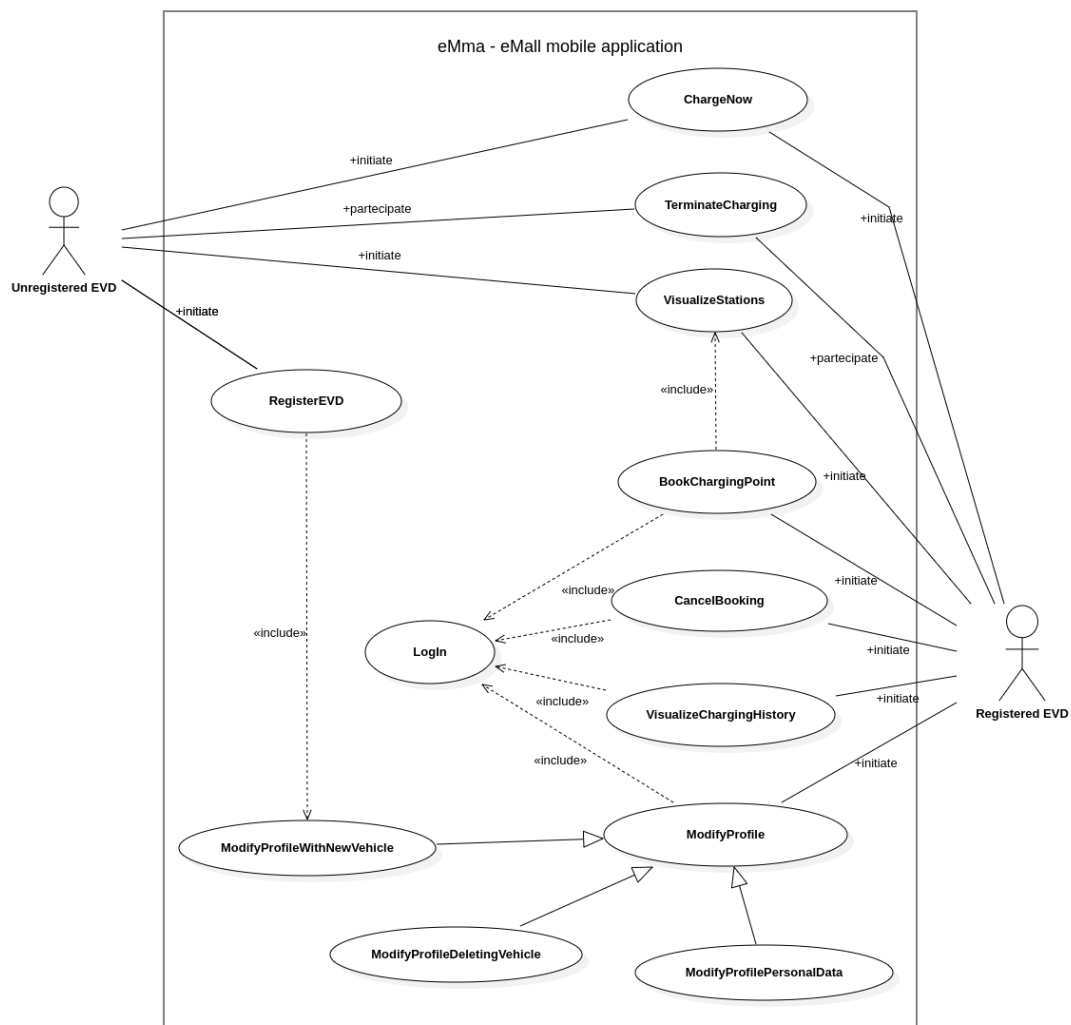 eMma - eMall mobile application
ChargeNow
+initiate
TerminateCharging
+partecipate
+initiate
+initiate
VisualizeStations
Unregistered EVD
+initiate
+partecipate
«include»
RegisterEVD
BookChargingPoint
+initiate
+initiate
«include»
CancelBooking
«include»
«include»
LogIn
+initiate
«include»
+initiate
VisualizeChargingHistory
Registered EVD
«include»
+initiate
ModifyProfile
ModifyProfileWithNewVehicle
ModifyProfileDeletingVehicle
ModifyProfilePersonalData